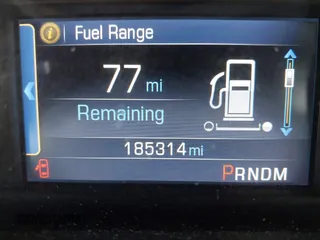 i Fuel Range
77 mi
Remaining
185314 mi
PRNDM